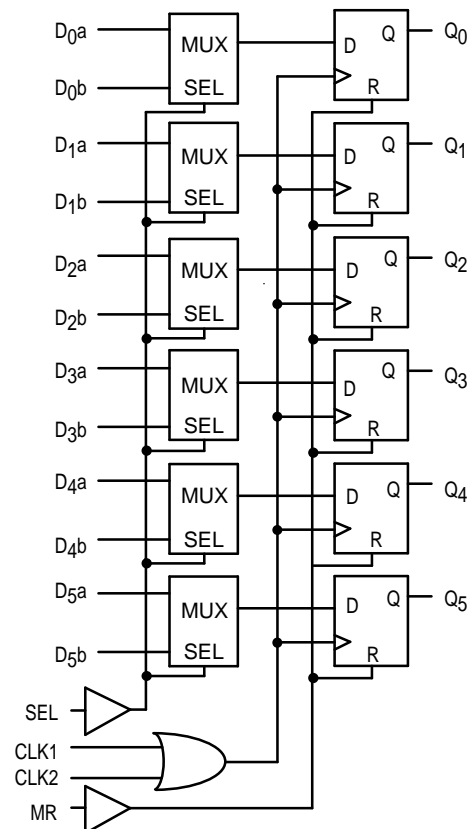 D0a MUX D Q Q0
D0b SEL R
D1a MUX D Q Q1
D1b SEL R
D2a MUX D Q Q2
D2b SEL R
D3a MUX D Q Q3
D3b SEL R
D4a MUX D Q Q4
D4b SEL R
D5a MUX D Q Q5
D5b SEL R
SEL
CLK1
CLK2
MR